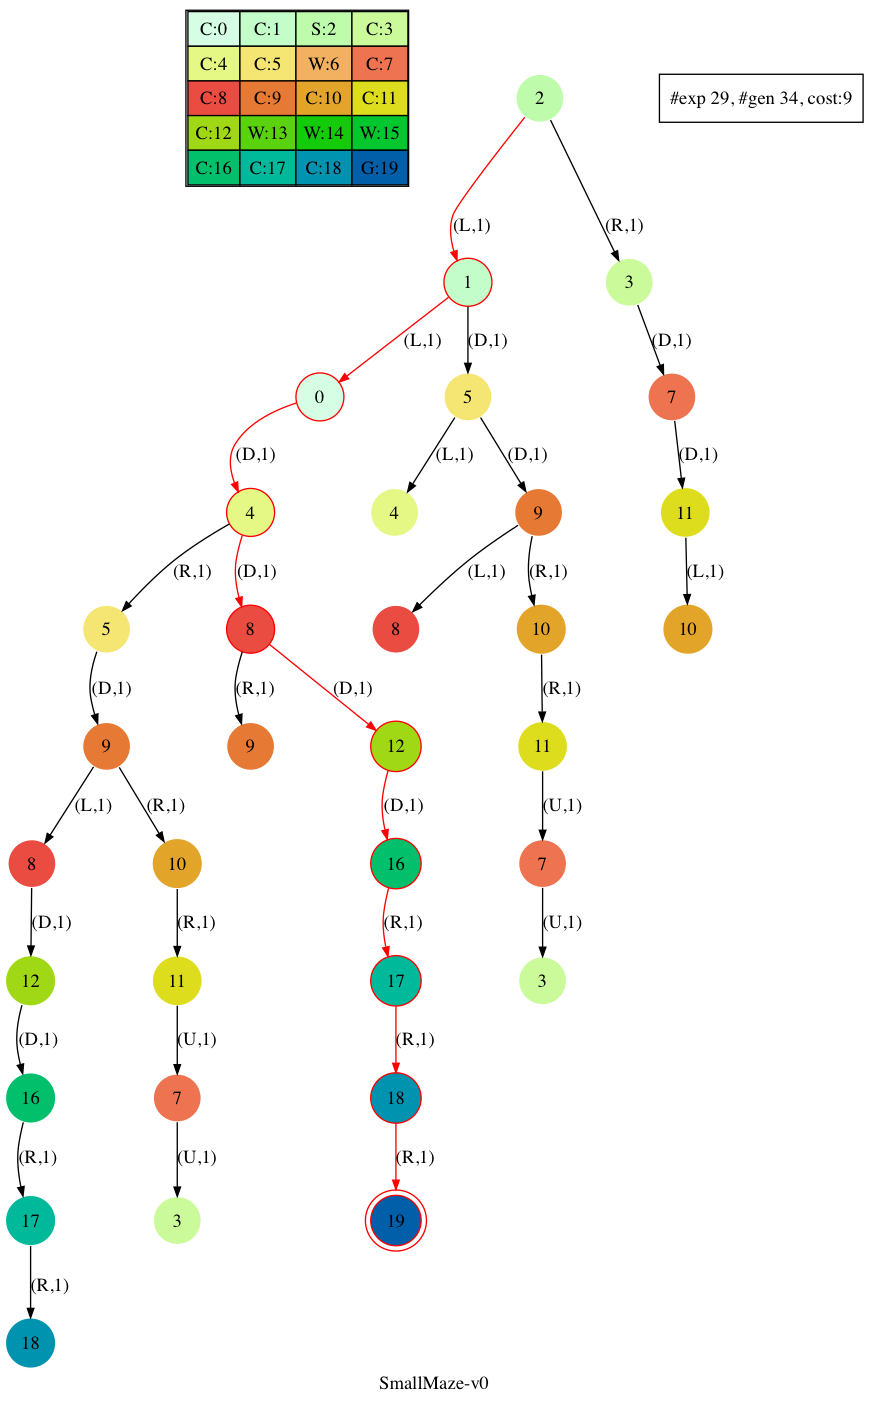 C:0 C:1 S:2 C:3
C:4 C:5 W:6 C:7
C:8 C:9 C:10 C:11
C:12 W:13 W:14 W:15
C:16 C:17 C:18 G:19
#exp 29, #gen 34, cost:9
2
(L,1) (R,1)
1 3
(L,1) (D,1) (D,1)
0 5 7
(D,1) (L,1) (D,1) (D,1)
4 4 9 11
(R,1) (D,1) (L,1) (R,1) (L,1)
5 8 8 10 10
(D,1) (R,1) (D,1) (R,1)
9 9 12 11
(L,1) (R,1) (D,1) (U,1)
8 10 16 7
(D,1) (R,1) (R,1) (U,1)
12 11 17 3
(D,1) (U,1) (R,1)
16 7 18
(R,1) (U,1) (R,1)
17 3 19
(R,1)
18
SmallMaze-v0